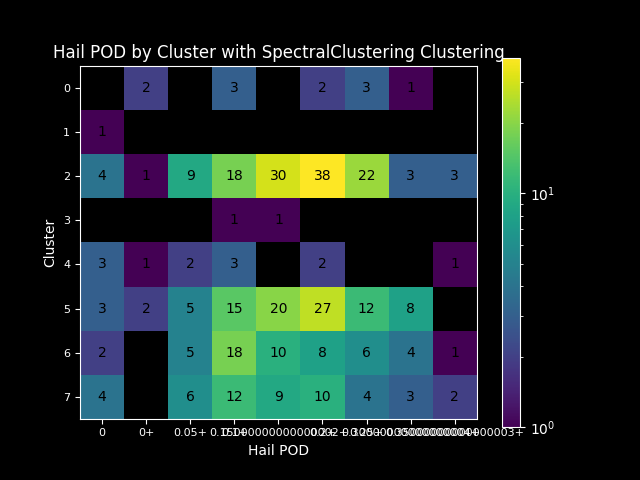 Hail POD by Cluster with SpectralClustering Clustering
0 2 3 2 3 1
1 1
2 4 1 9 18 30 38 22 3 3
3 1 1
4 3 1 2 3 2 1
5 3 2 5 15 20 27 12 8
6 2 5 18 10 8 6 4 1
7 4 6 12 9 10 4 3 2
0 0+ 0.05+
Hail POD
Cluster
10¹
10⁰